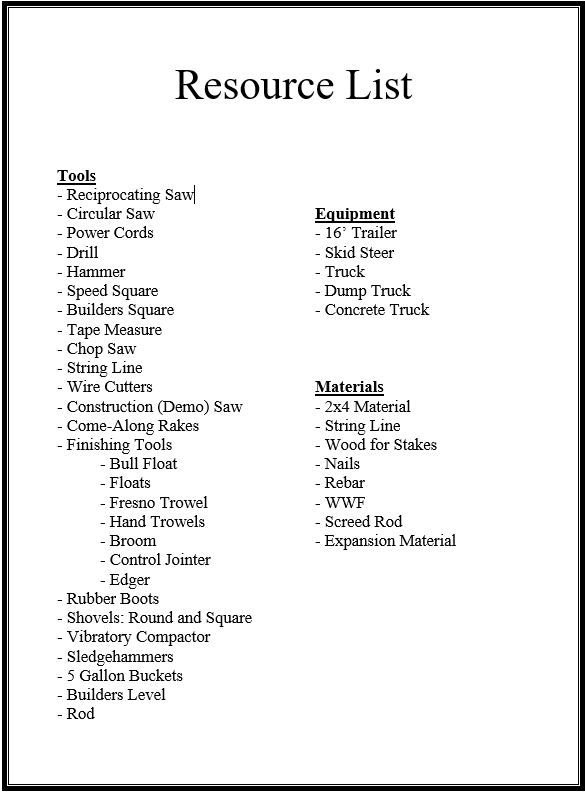 Resource List
Tools
- Reciprocating Saw
- Circular Saw
- Power Cords
- Drill
- Hammer
- Speed Square
- Builders Square
- Tape Measure
- Chop Saw
- String Line
- Wire Cutters
- Construction (Demo) Saw
- Come-Along Rakes
- Finishing Tools
- Bull Float
- Floats
- Fresno Trowel
- Hand Trowels
- Broom
- Control Jointer
- Edger
- Rubber Boots
- Shovels: Round and Square
- Vibratory Compactor
- Sledgehammers
- 5 Gallon Buckets
- Builders Level
- Rod
Equipment
- 16’ Trailer
- Skid Steer
- Truck
- Dump Truck
- Concrete Truck
Materials
- 2x4 Material
- String Line
- Wood for Stakes
- Nails
- Rebar
- WWF
- Screed Rod
- Expansion Material